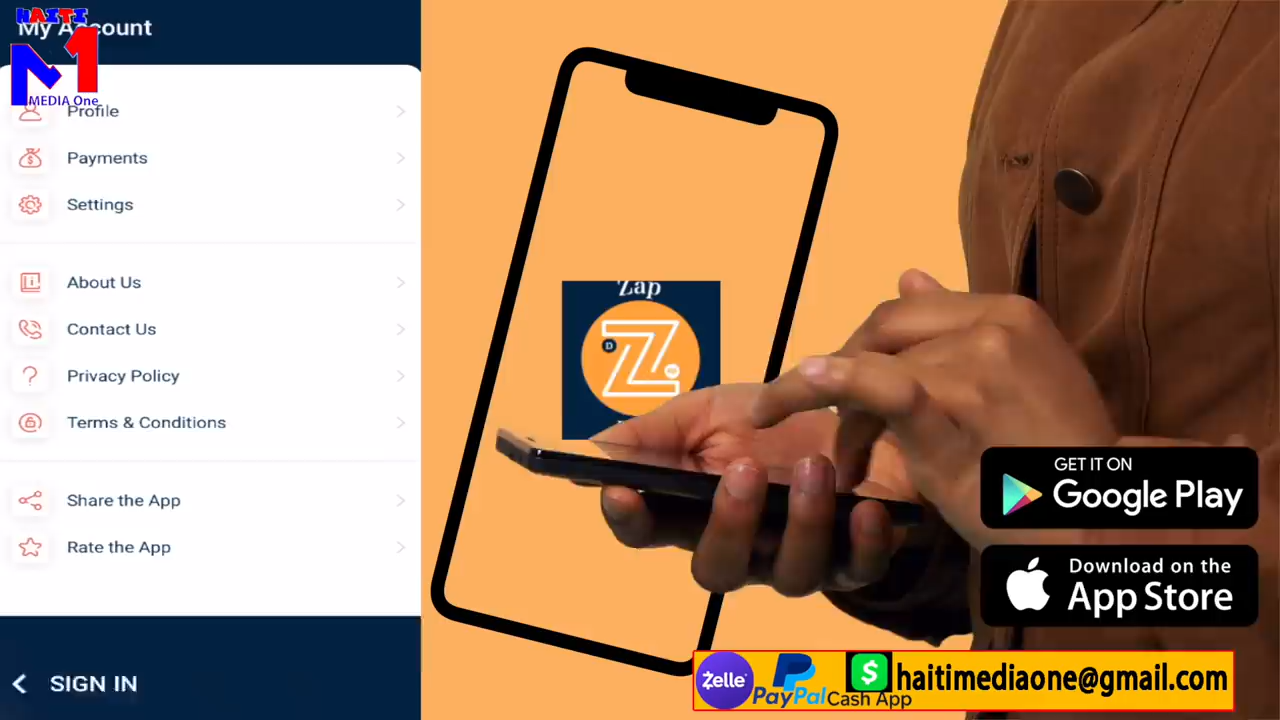 HAITI
My Account
M1
MEDIA One
Profile
Payments
Settings
About Us
Contact Us
Privacy Policy
Terms & Conditions
Share the App
Rate the App
SIGN IN
Zap
D
Z
GET IT ON
Google Play
Download on the
App Store
Zelle
PayPal
$
Cash App
haitimediaone@gmail.com